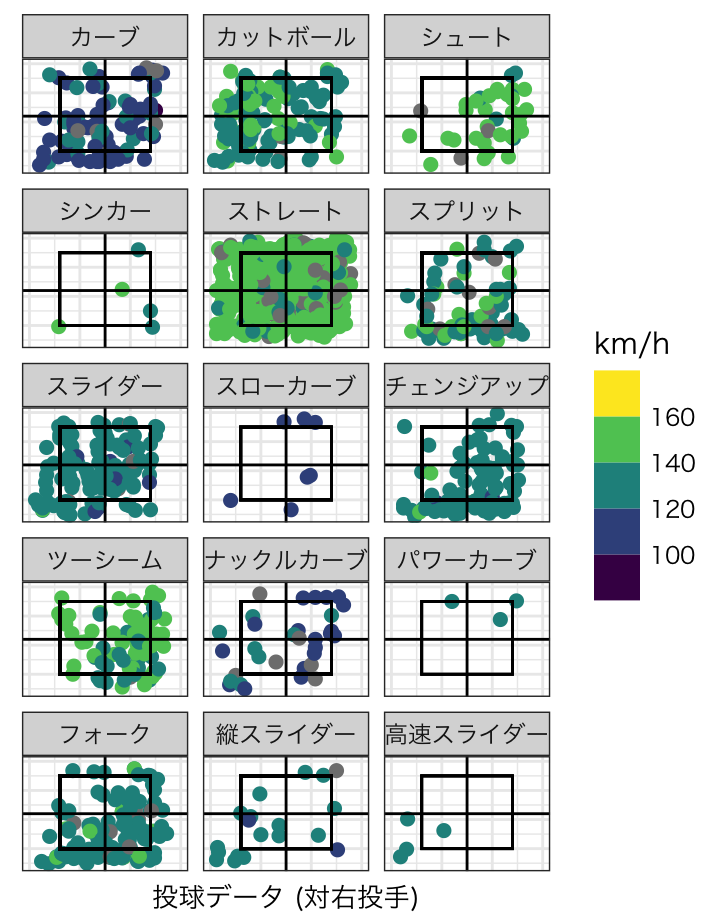 カーブ
カットボール
シュート
シンカー
ストレート
スプリット
スライダー
スローカーブ
チェンジアップ
ツーシーム
ナックルカーブ
パワーカーブ
フォーク
縦スライダー
高速スライダー
km/h
160
140
120
100
投球データ (対右投手)